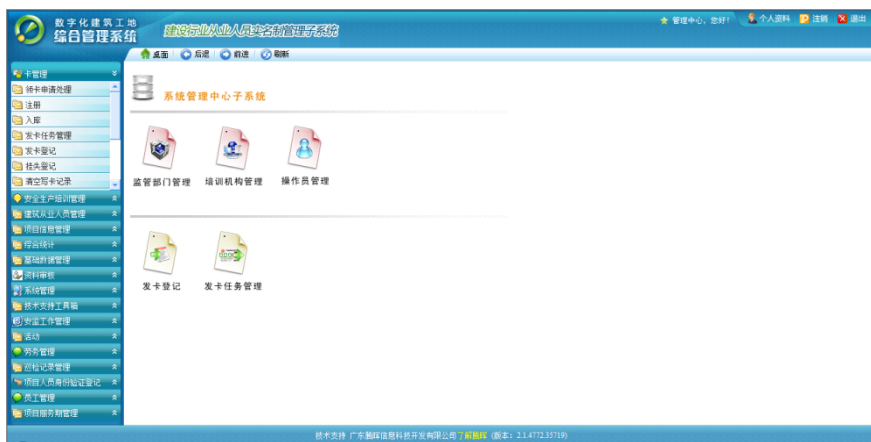 数字化建筑工地
综合管理系统
建设行业从业人员实名制管理子系统
管理中心，您好！ 个人资料 注销 退出
桌面 后退 前进 刷新
卡管理
领卡申请处理
注册
入库
发卡任务管理
发卡登记
挂失登记
清空写卡记录
安全生产培训管理
建筑从业人员管理
项目信息管理
综合统计
基础数据管理
资料审核
系统管理
技术支持工具箱
安监工作管理
活动
劳务管理
巡检记录管理
项目人员身份验证登记
员工管理
项目服务期管理
系统管理中心子系统
监管部门管理 培训机构管理 操作员管理
发卡登记 发卡任务管理
技术支持 广东鹏晖信息科技开发有限公司了解鹏晖 (版本：2.1.4772.35719)